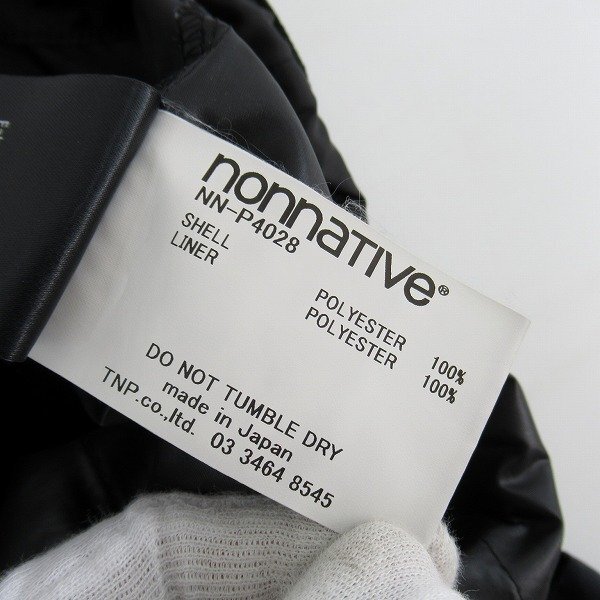 nonnative®
NN-P4028
SHELL POLYESTER 100%
LINER POLYESTER 100%
DO NOT TUMBLE DRY
made in Japan
TNP.co.,ltd. 03 3464 8545